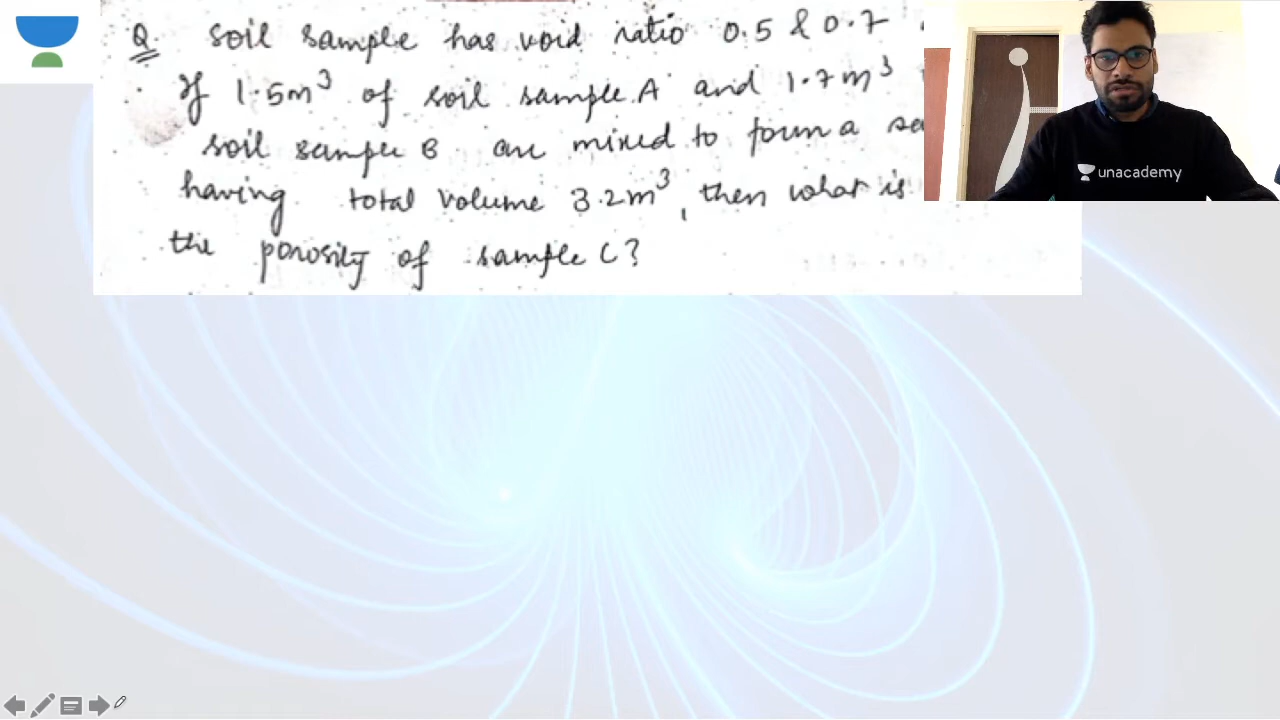 Q. soil sample has void ratio 0.5 & 0.7
If 1.5m³ of soil sample A and 1.7m³
soil sample B are mixed to form a
having total volume 3.2m³, then what is
the porosity of sample C?
unacademy